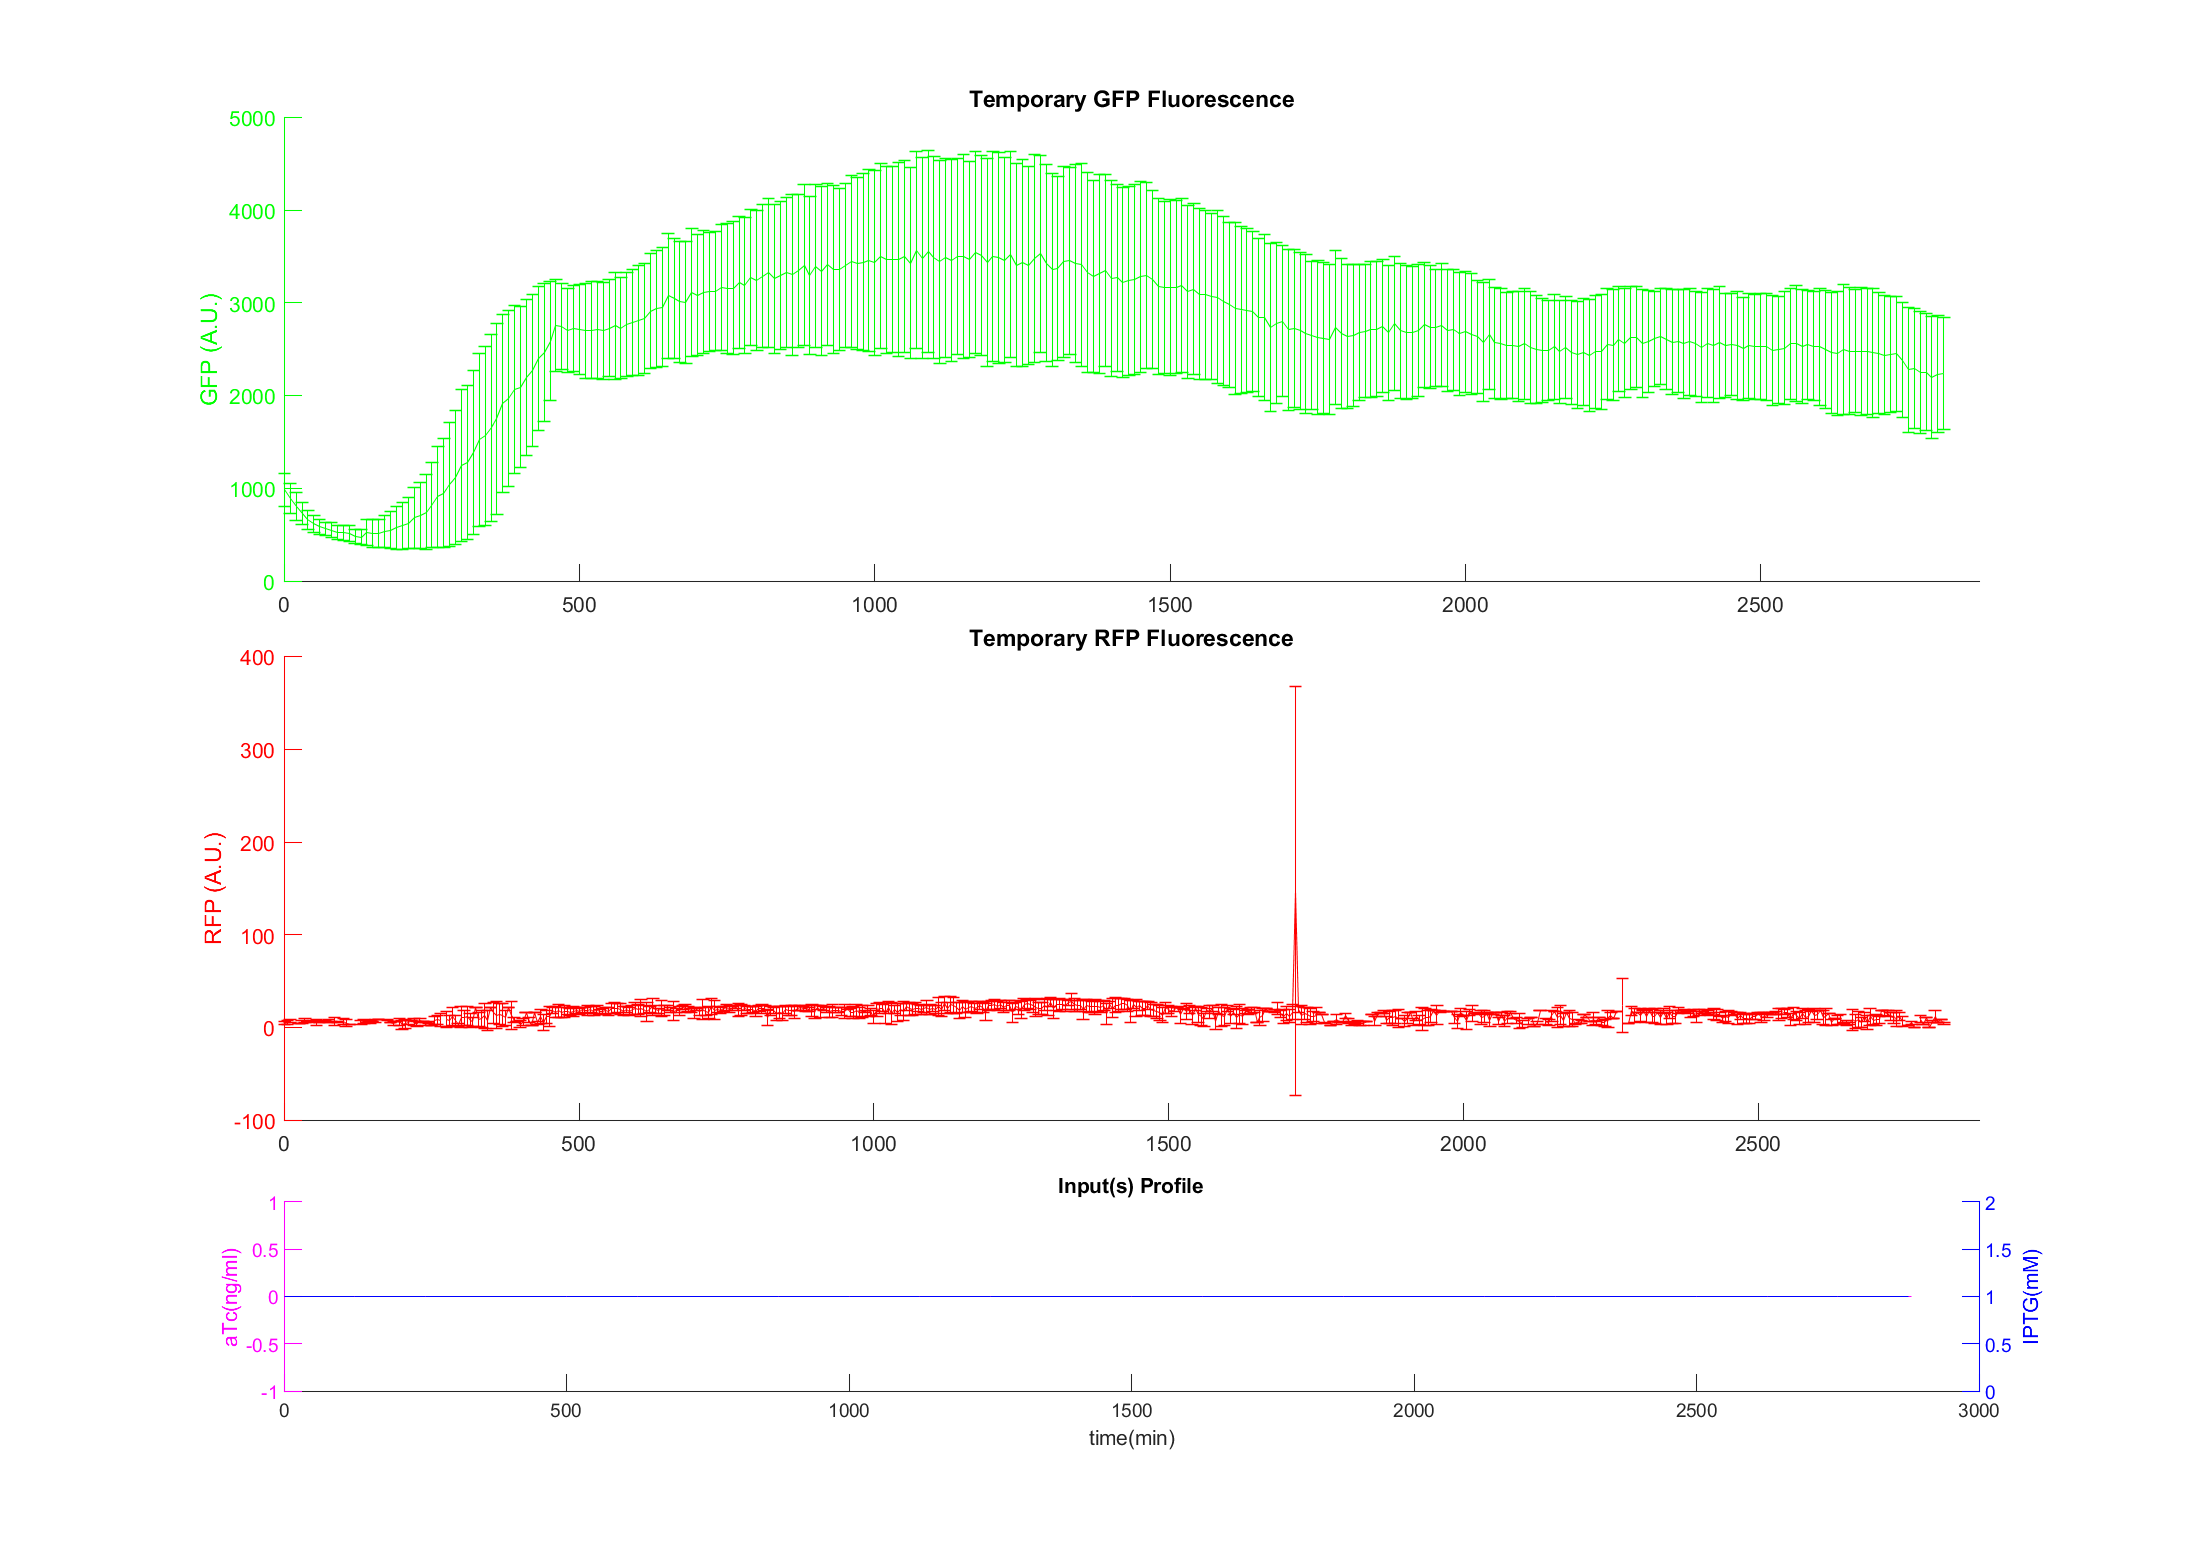 Temporary GFP Fluorescence
5000
4000
3000
2000
1000
0
GFP (A.U.)
0 500 1000 1500 2000 2500
Temporary RFP Fluorescence
400
300
200
100
0
-100
RFP (A.U.)
0 500 1000 1500 2000 2500
Input(s) Profile
1 2
0.5 1.5
0 1
-0.5 0.5
-1 0
aTc(ng/ml)
IPTG(mM)
0 500 1000 1500 2000 2500 3000
time(min)